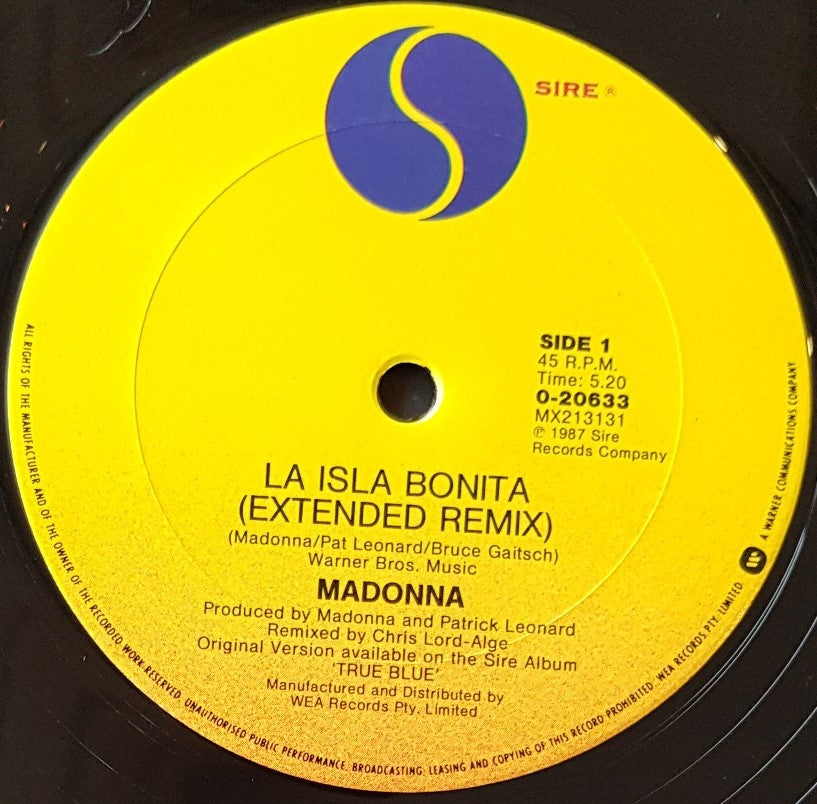 SIRE ®
SIDE 1
45 R.P.M.
Time: 5.20
0-20633
MX213131
℗ 1987 Sire
Records Company
LA ISLA BONITA
(EXTENDED REMIX)
(Madonna/Pat Leonard/Bruce Gaitsch)
Warner Bros. Music
MADONNA
Produced by Madonna and Patrick Leonard
Remixed by Chris Lord-Alge
Original Version available on the Sire Album
'TRUE BLUE'
Manufactured and Distributed by
WEA Records Pty. Limited
ALL RIGHTS OF THE MANUFACTURER AND OF THE OWNER OF THE RECORDED WORK RESERVED. UNAUTHORISED PUBLIC PERFORMANCE, BROADCASTING, LEASING AND COPYING OF THIS RECORD PROHIBITED. WEA RECORDS PTY. LIMITED. A WARNER COMMUNICATIONS COMPANY